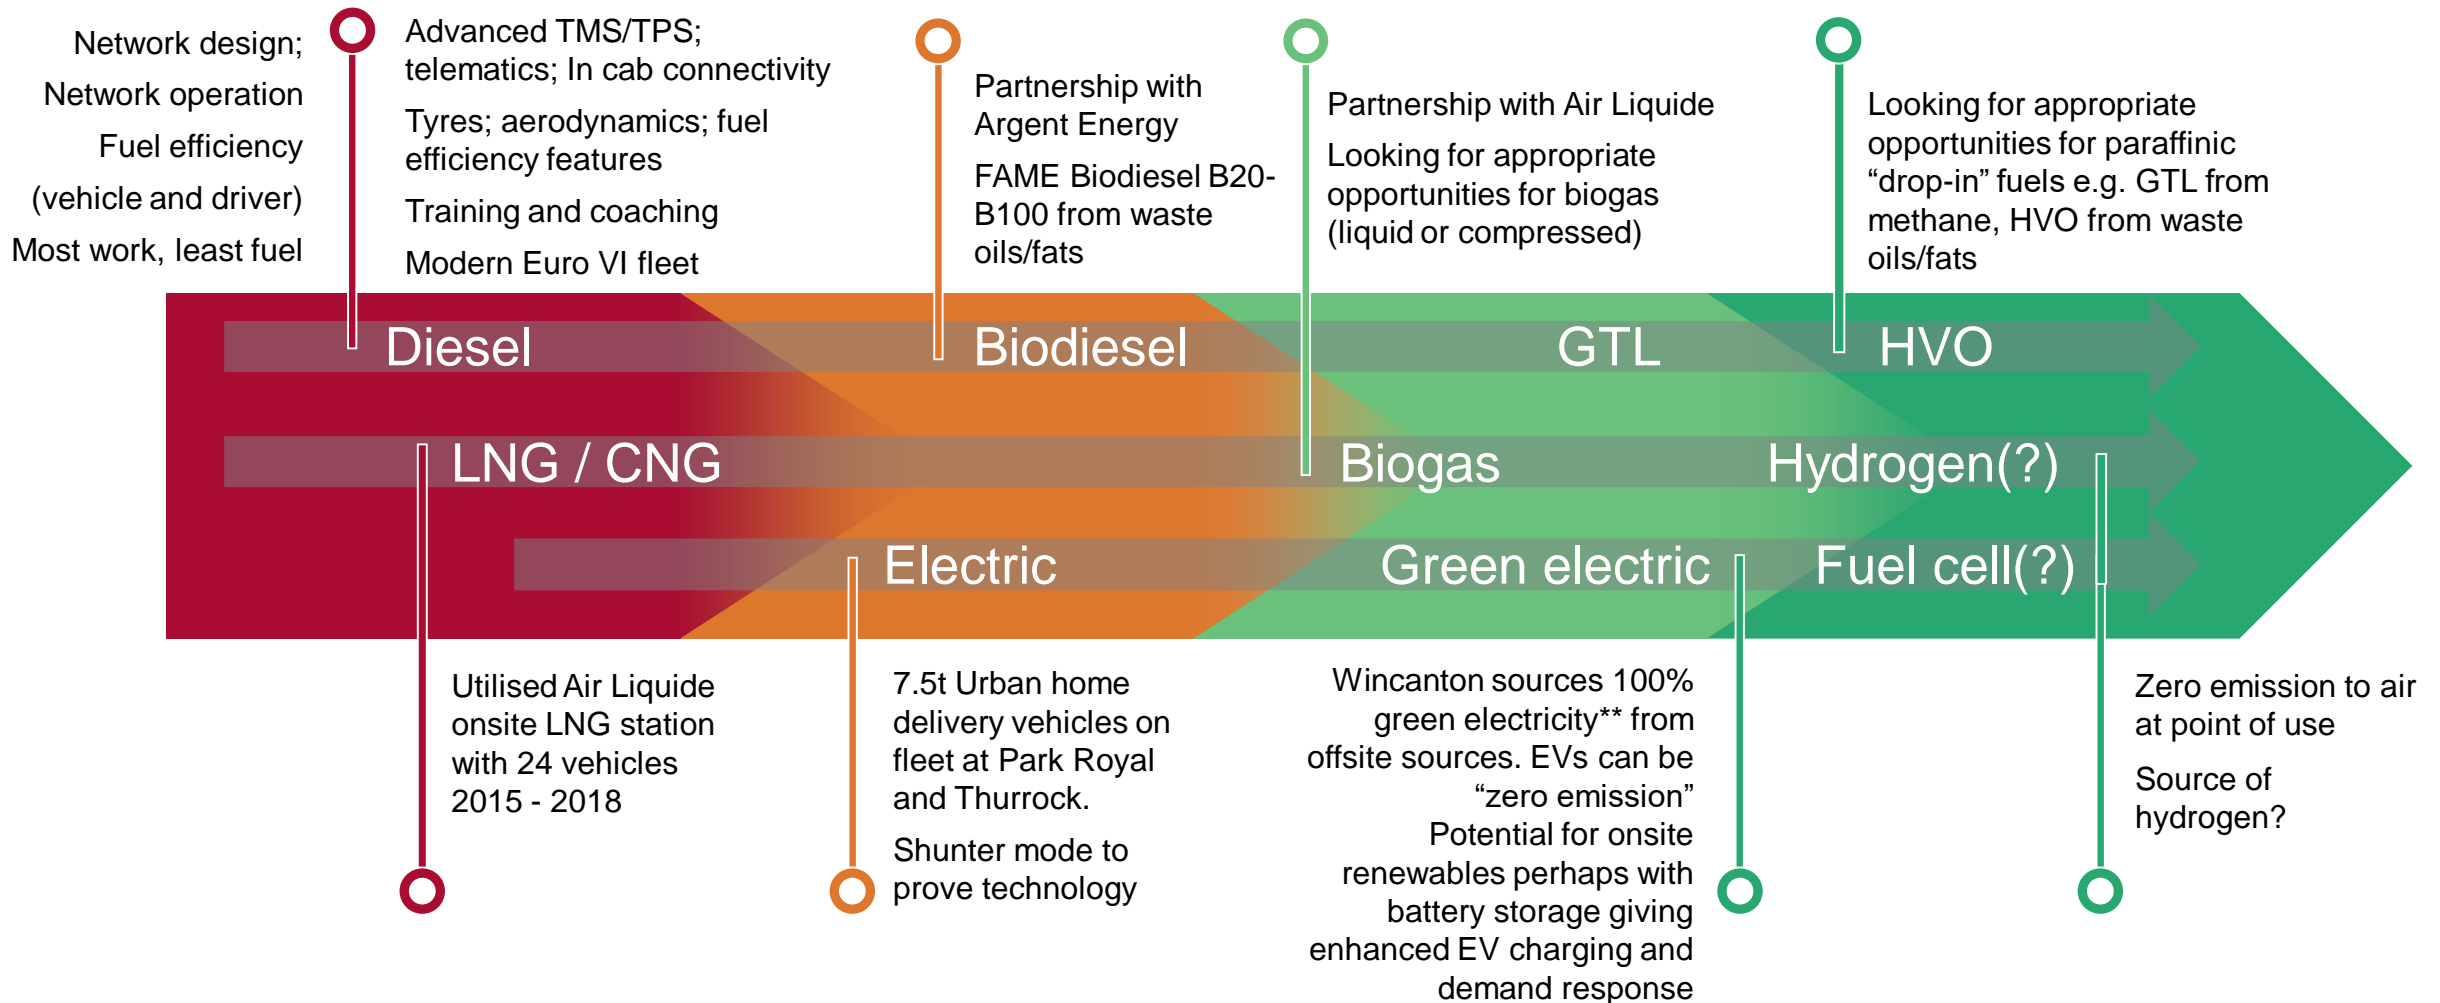 Network design;
Network operation
Fuel efficiency
(vehicle and driver)
Most work, least fuel
Advanced TMS/TPS;
telematics; In cab connectivity
Tyres; aerodynamics; fuel
efficiency features
Training and coaching
Modern Euro VI fleet
Partnership with
Argent Energy
FAME Biodiesel B20-
B100 from waste
oils/fats
Partnership with Air Liquide
Looking for appropriate
opportunities for biogas
(liquid or compressed)
Looking for appropriate
opportunities for paraffinic
“drop-in” fuels e.g. GTL from
methane, HVO from waste
oils/fats
Diesel
Biodiesel
GTL
HVO
LNG / CNG
Biogas
Hydrogen(?)
Electric
Green electric
Fuel cell(?)
Utilised Air Liquide
onsite LNG station
with 24 vehicles
2015 - 2018
7.5t Urban home
delivery vehicles on
fleet at Park Royal
and Thurrock.
Shunter mode to
prove technology
Wincanton sources 100%
green electricity** from
offsite sources. EVs can be
“zero emission”
Potential for onsite
renewables perhaps with
battery storage giving
enhanced EV charging and
demand response
Zero emission to air
at point of use
Source of
hydrogen?